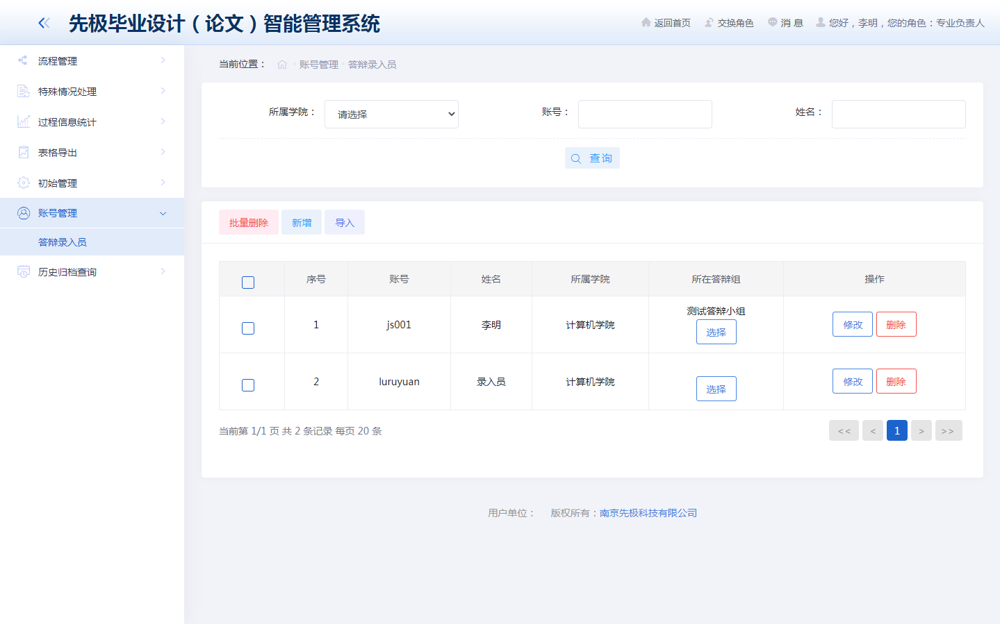 先极毕业设计（论文）智能管理系统
返回首页 交换角色 消 息 您好，李明，您的角色：专业负责人
流程管理
特殊情况处理
过程信息统计
表格导出
初始管理
账号管理
答辩录入员
历史归档查询
当前位置： 账号管理 答辩录入员
所属学院： 请选择 账号： 姓名：
查询
批量删除 新增 导入
序号 账号 姓名 所属学院 所在答辩组 操作
1 js001 李明 计算机学院 测试答辩小组 选择 修改 删除
2 luruyuan 录入员 计算机学院 选择 修改 删除
当前第 1/1 页 共 2 条记录 每页 20 条
<< < 1 > >>
用户单位： 版权所有：南京先极科技有限公司